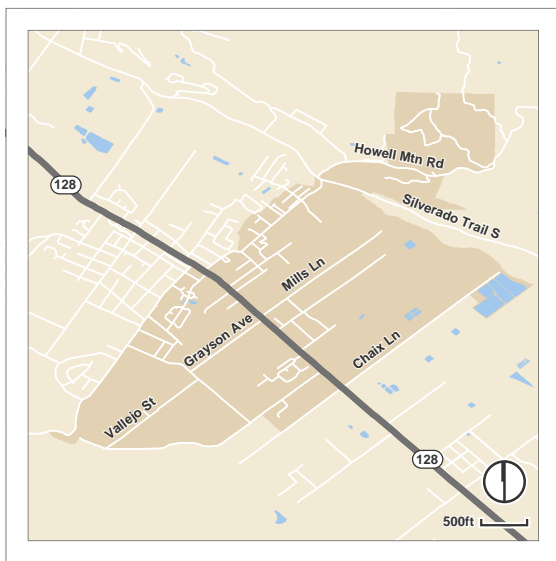 Howell Mtn Rd
128
Silverado Trail S
Mills Ln
Grayson Ave
Chaix Ln
Vallejo St
128
500ft